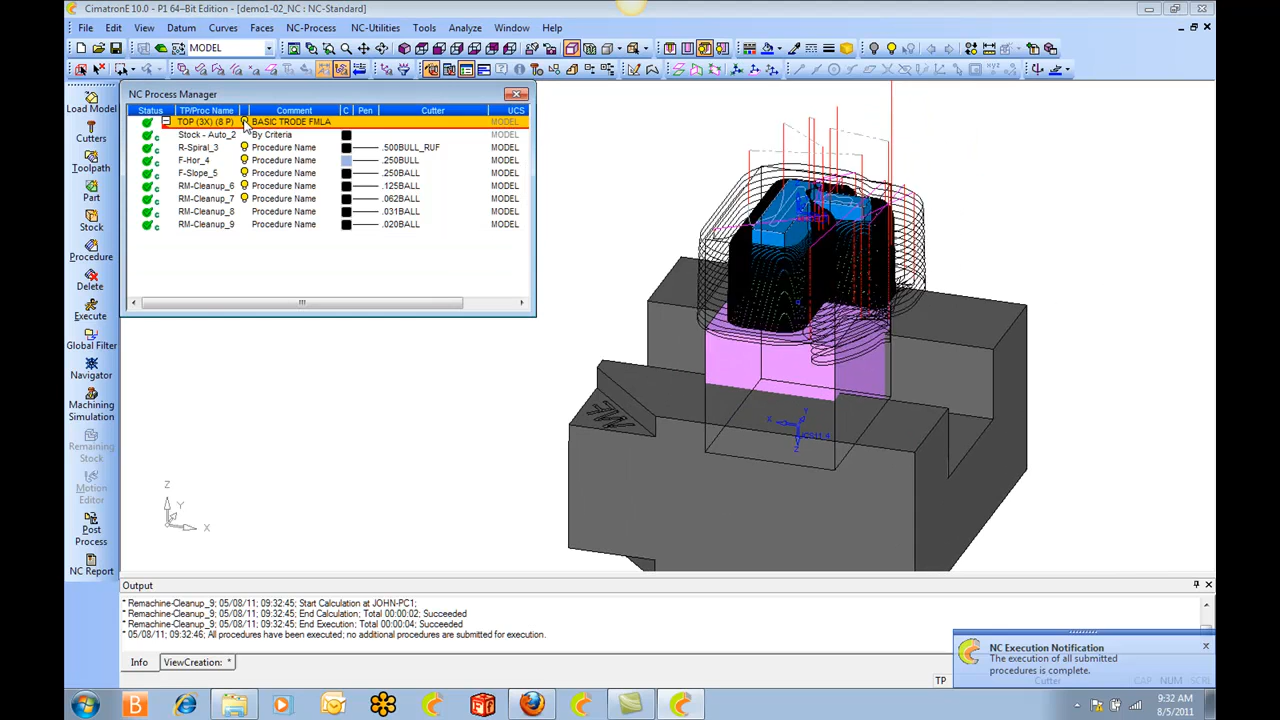 CimatronE 10.0 - P1 64-Bit Edition - [demo1-02_NC : NC-Standard]
File Edit View Datum Curves Faces NC-Process NC-Utilities Tools Analyze Window Help
MODEL
NC Process Manager
Status TP/Proc Name Comment C Pen Cutter UCS
TOP (3X) (8 P) BASIC TRODE FMLA MODEL
Stock - Auto_2 By Criteria MODEL
R-Spiral_3 Procedure Name .500BULL_RUF MODEL
F-Hor_4 Procedure Name .250BULL MODEL
F-Slope_5 Procedure Name .250BALL MODEL
RM-Cleanup_6 Procedure Name .125BALL MODEL
RM-Cleanup_7 Procedure Name .062BALL MODEL
RM-Cleanup_8 Procedure Name .031BALL MODEL
RM-Cleanup_9 Procedure Name .020BALL MODEL
Load Model
Cutters
Toolpath
Part
Stock
Procedure
Delete
Execute
Global Filter
Navigator
Machining
Simulation
Remaining
Stock
Motion
Editor
Post
Process
NC Report
X
Y
Z
Z
Y
X
Output
* Remachine-Cleanup_9; 05/08/11; 09:32:45; Start Calculation at JOHN-PC1;
* Remachine-Cleanup_9; 05/08/11; 09:32:45; End Calculation; Total 00:00:02; Succeeded
* Remachine-Cleanup_9; 05/08/11; 09:32:45; End Execution; Total 00:00:04; Succeeded
* 05/08/11; 09:32:46; All procedures have been executed; no additional procedures are submitted for execution.
Info ViewCreation: *
NC Execution Notification
The execution of all submitted
procedures is complete.
Cutter
TP
CAP NUM SCRL
9:32 AM
8/5/2011